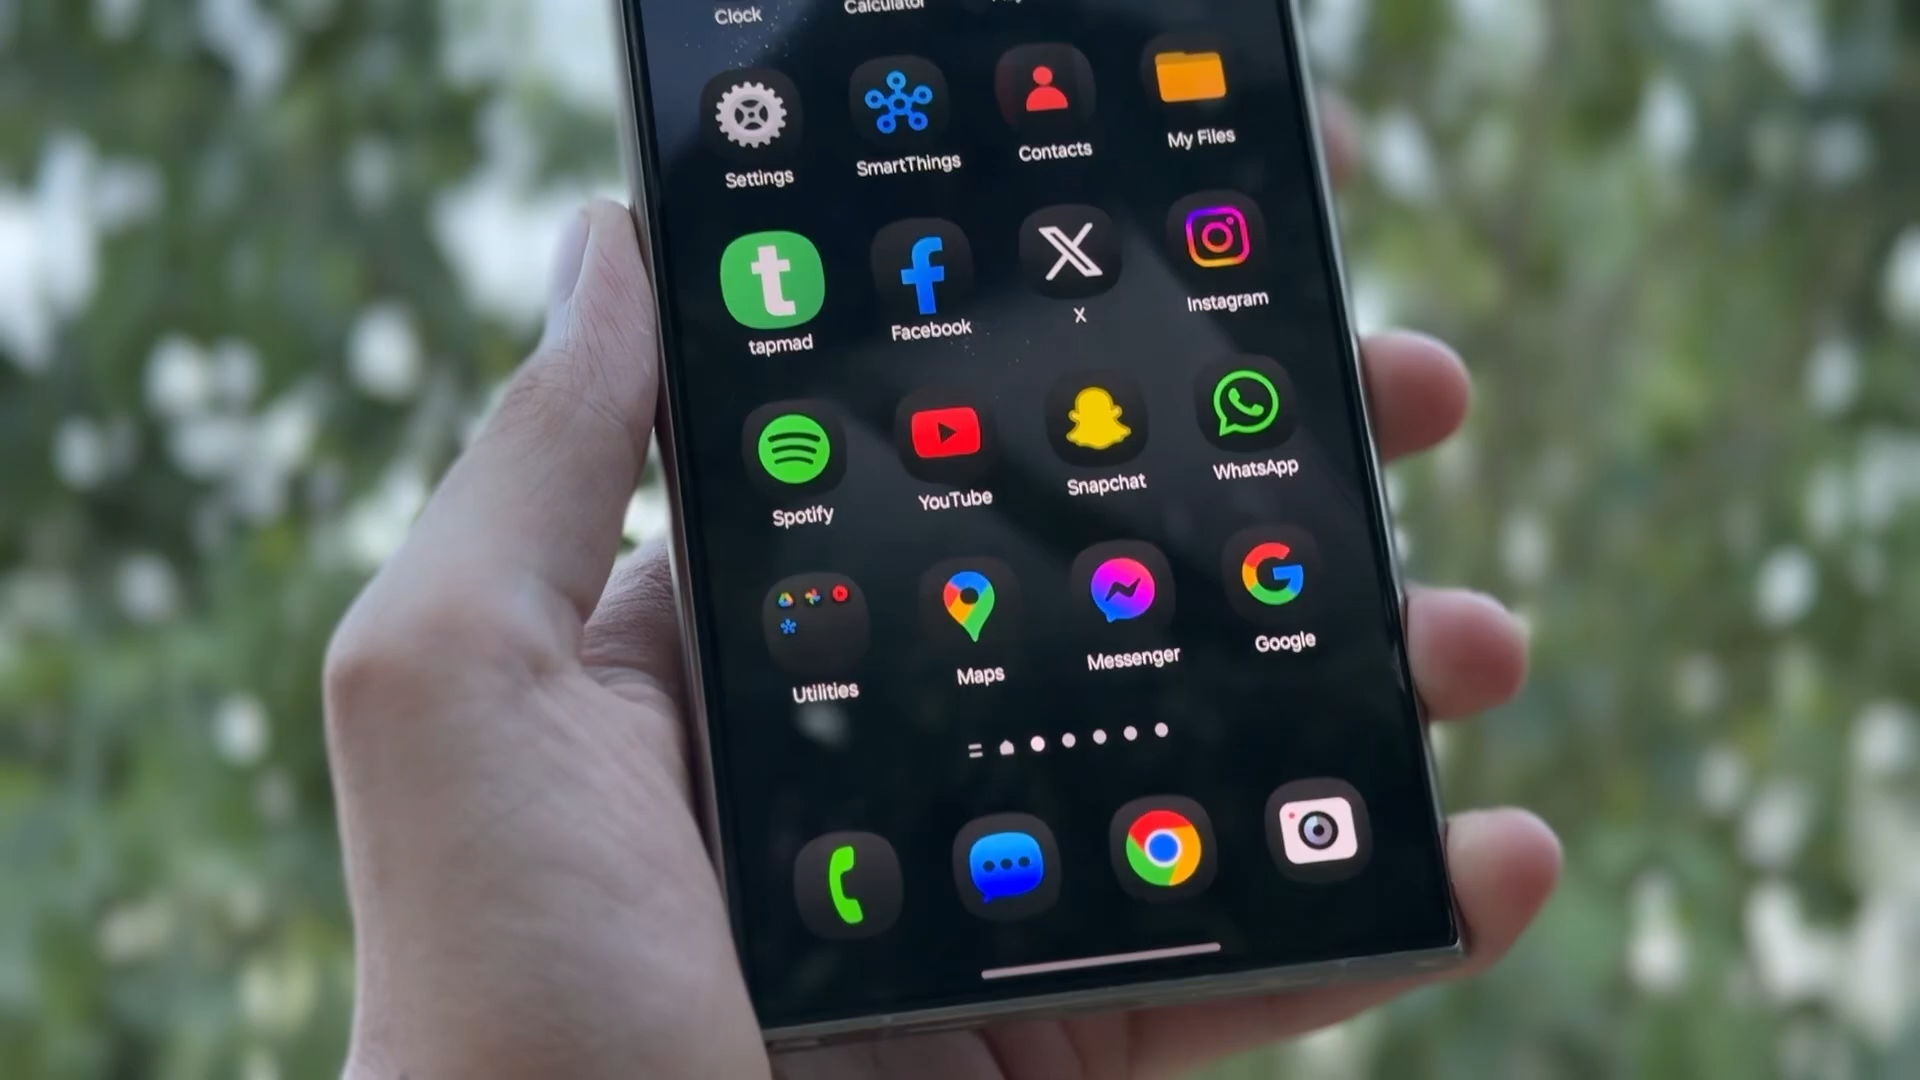 Clock
Calculator
Settings
SmartThings
Contacts
My Files
t
tapmad
Facebook
X
Instagram
Spotify
YouTube
Snapchat
WhatsApp
Utilities
Maps
Messenger
Google